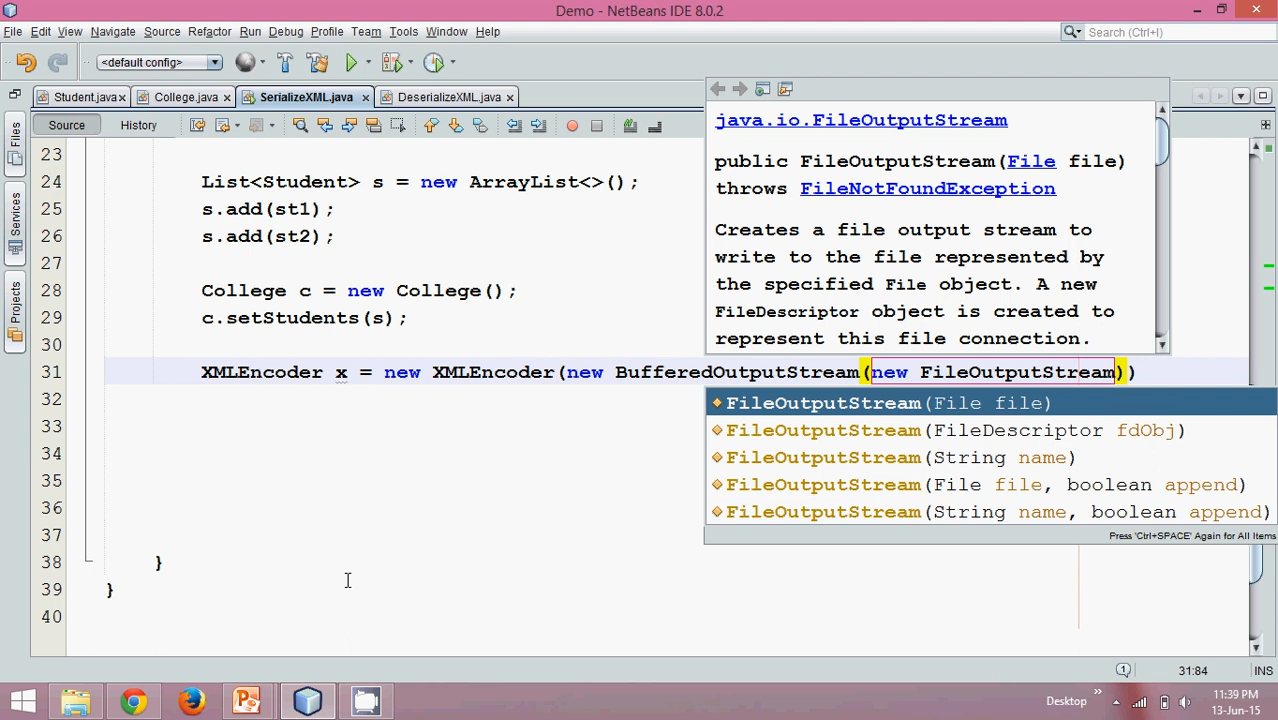 Demo - NetBeans IDE 8.0.2
File Edit View Navigate Source Refactor Run Debug Profile Team Tools Window Help
Search (Ctrl+I)
<default config>
Student.java College.java SerializeXML.java DeserializeXML.java
Source History
Files
Services
Projects
23
24 List<Student> s = new ArrayList<>();
25 s.add(st1);
26 s.add(st2);
27
28 College c = new College();
29 c.setStudents(s);
30
31 XMLEncoder x = new XMLEncoder(new BufferedOutputStream(new FileOutputStream))
32
33
34
35
36
37
38 }
39 }
40
java.io.FileOutputStream
public FileOutputStream(File file)
throws FileNotFoundException
Creates a file output stream to
write to the file represented by
the specified File object. A new
FileDescriptor object is created to
represent this file connection.
FileOutputStream(File file)
FileOutputStream(FileDescriptor fdObj)
FileOutputStream(String name)
FileOutputStream(File file, boolean append)
FileOutputStream(String name, boolean append)
Press 'Ctrl+SPACE' Again for All Items
1 31:84 INS
Desktop
11:39 PM
13-Jun-15